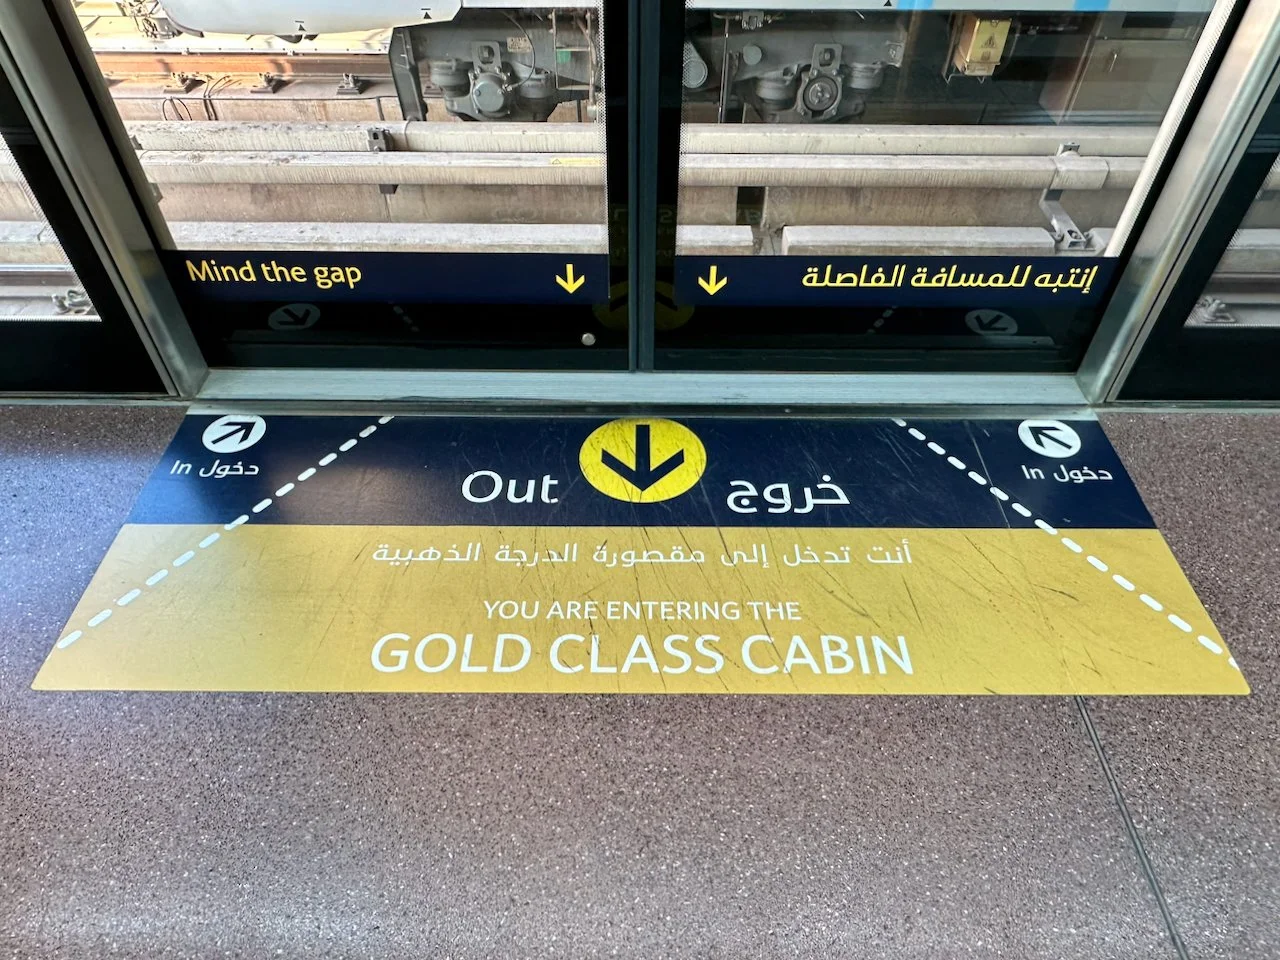 Mind the gap
إنتبه للمسافة الفاصلة
دخول In
Out خروج
دخول In
أنت تدخل إلى مقصورة الدرجة الذهبية
YOU ARE ENTERING THE
GOLD CLASS CABIN